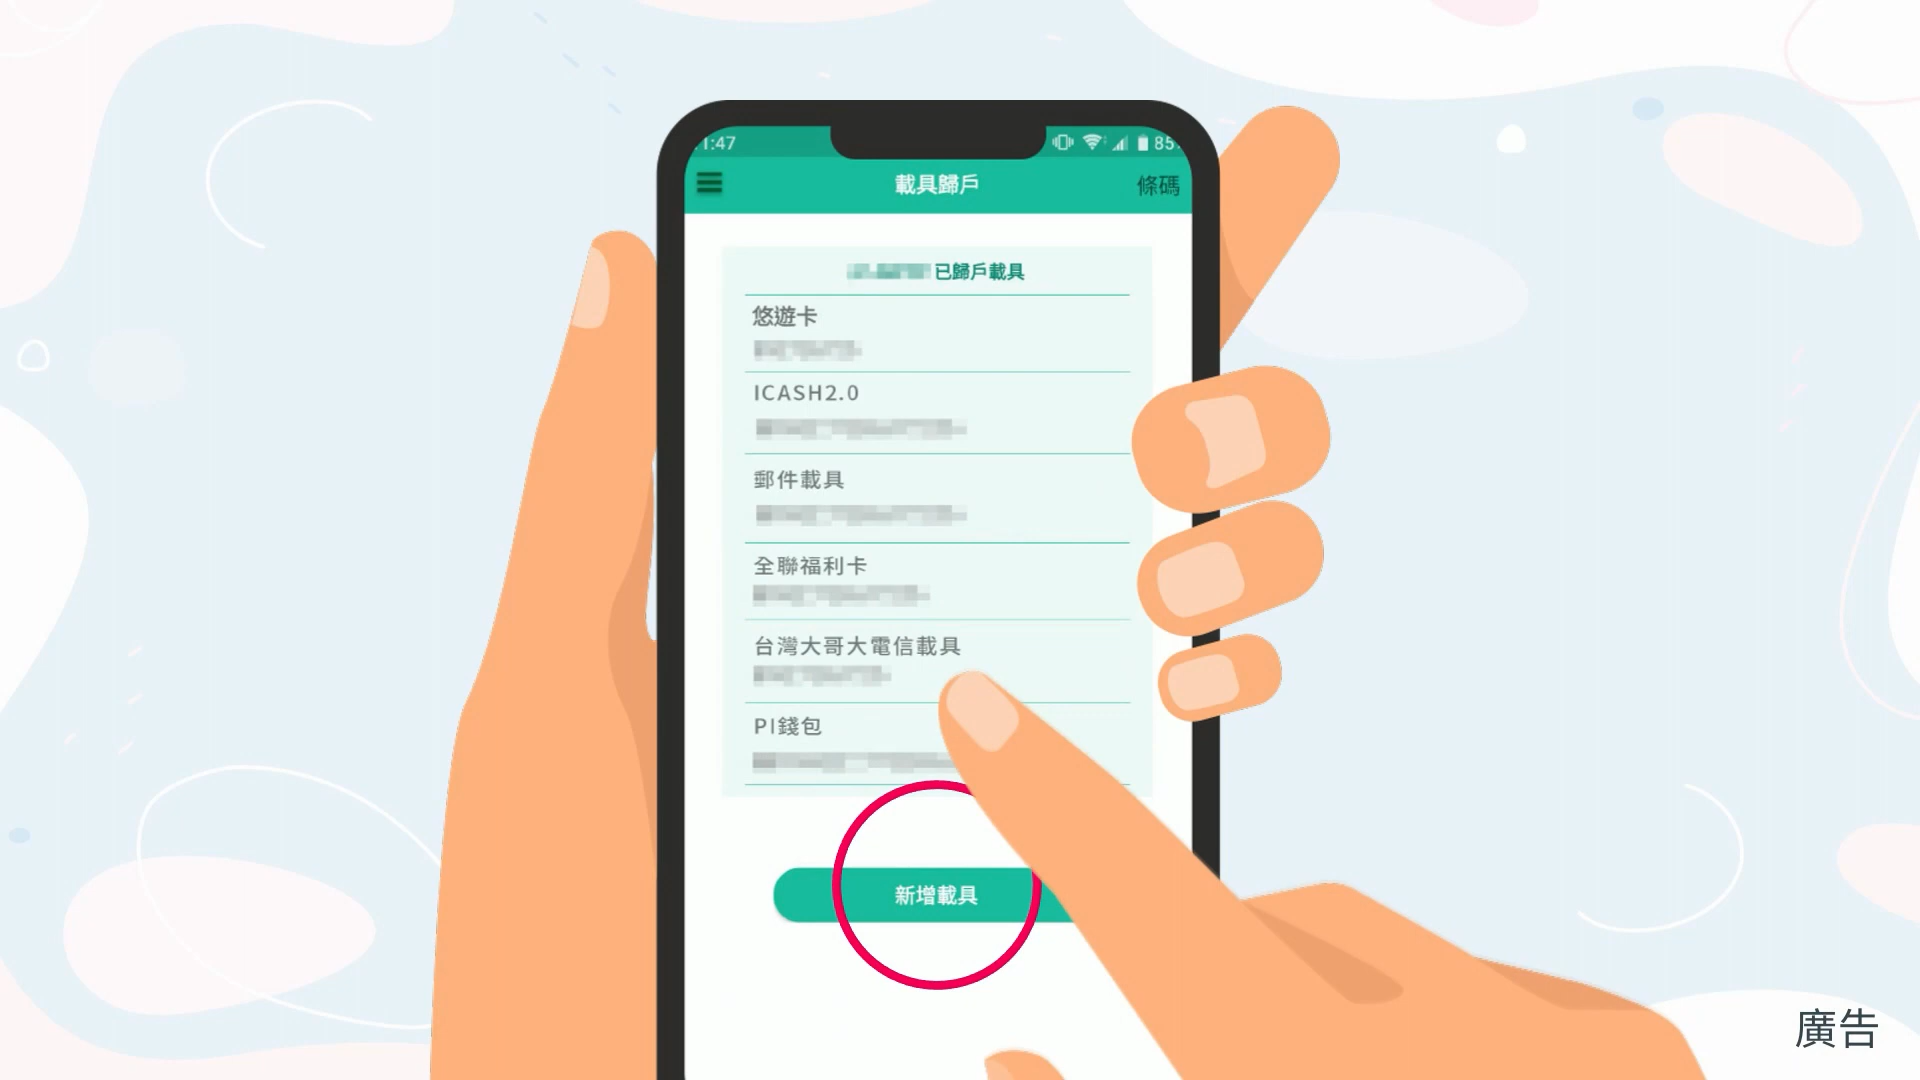 1:47
85
載具歸戶
條碼
已歸戶載具
悠遊卡
ICASH2.0
郵件載具
全聯福利卡
台灣大哥大電信載具
PI錢包
新增載具
廣告